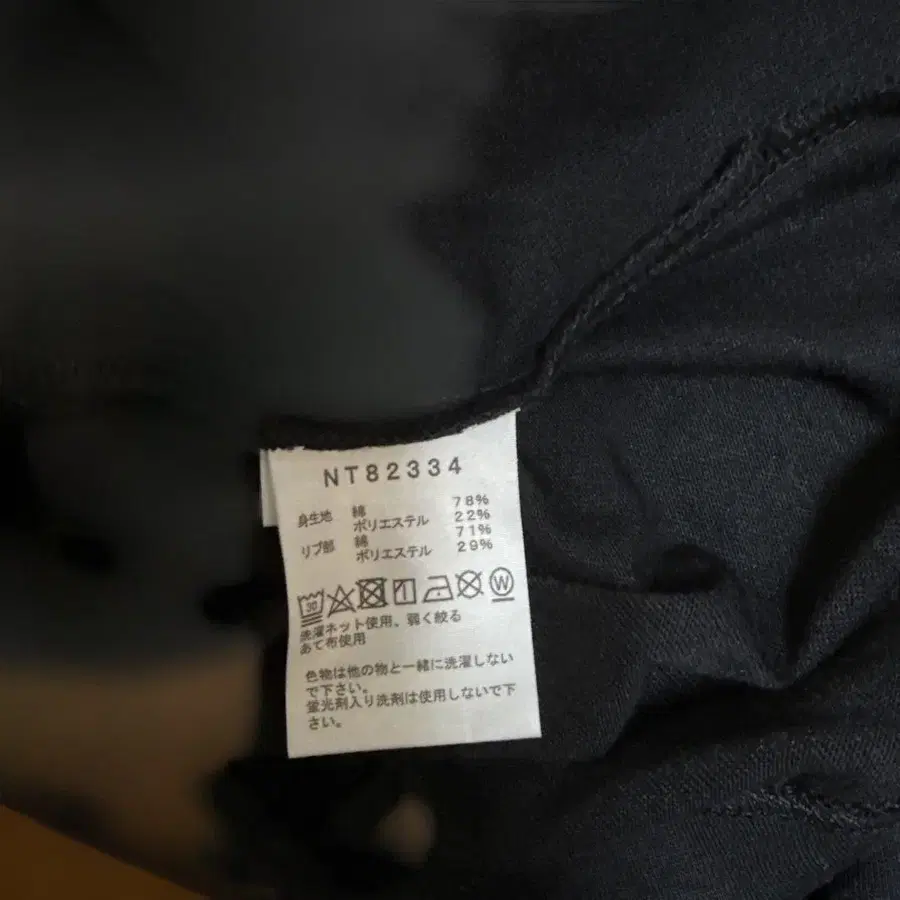 NT82334
身生地 綿 78%
ポリエステル 22%
リブ部 綿 71%
ポリエステル 29%
30 W
洗濯ネット使用、弱く絞る
あて布使用
色物は他の物と一緒に洗濯しない
で下さい。
蛍光剤入り洗剤は使用しないで下
さい。